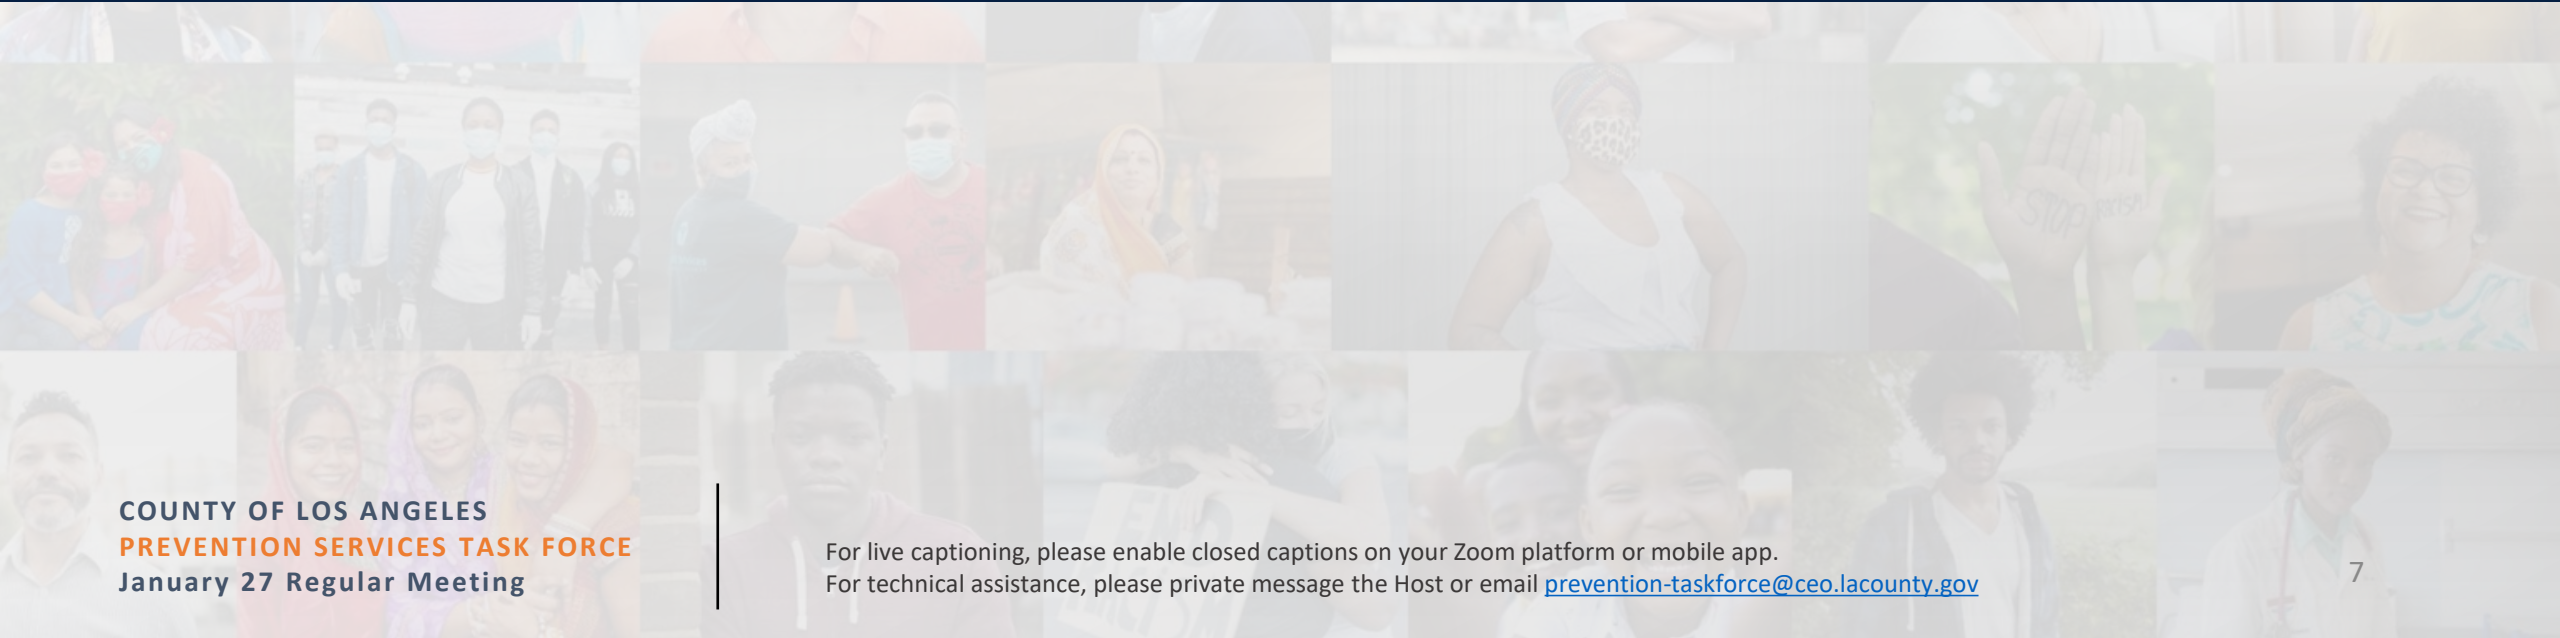 STOP racism
COUNTY OF LOS ANGELES
PREVENTION SERVICES TASK FORCE
January 27 Regular Meeting
For live captioning, please enable closed captions on your Zoom platform or mobile app.
For technical assistance, please private message the Host or email prevention-taskforce@ceo.lacounty.gov
7